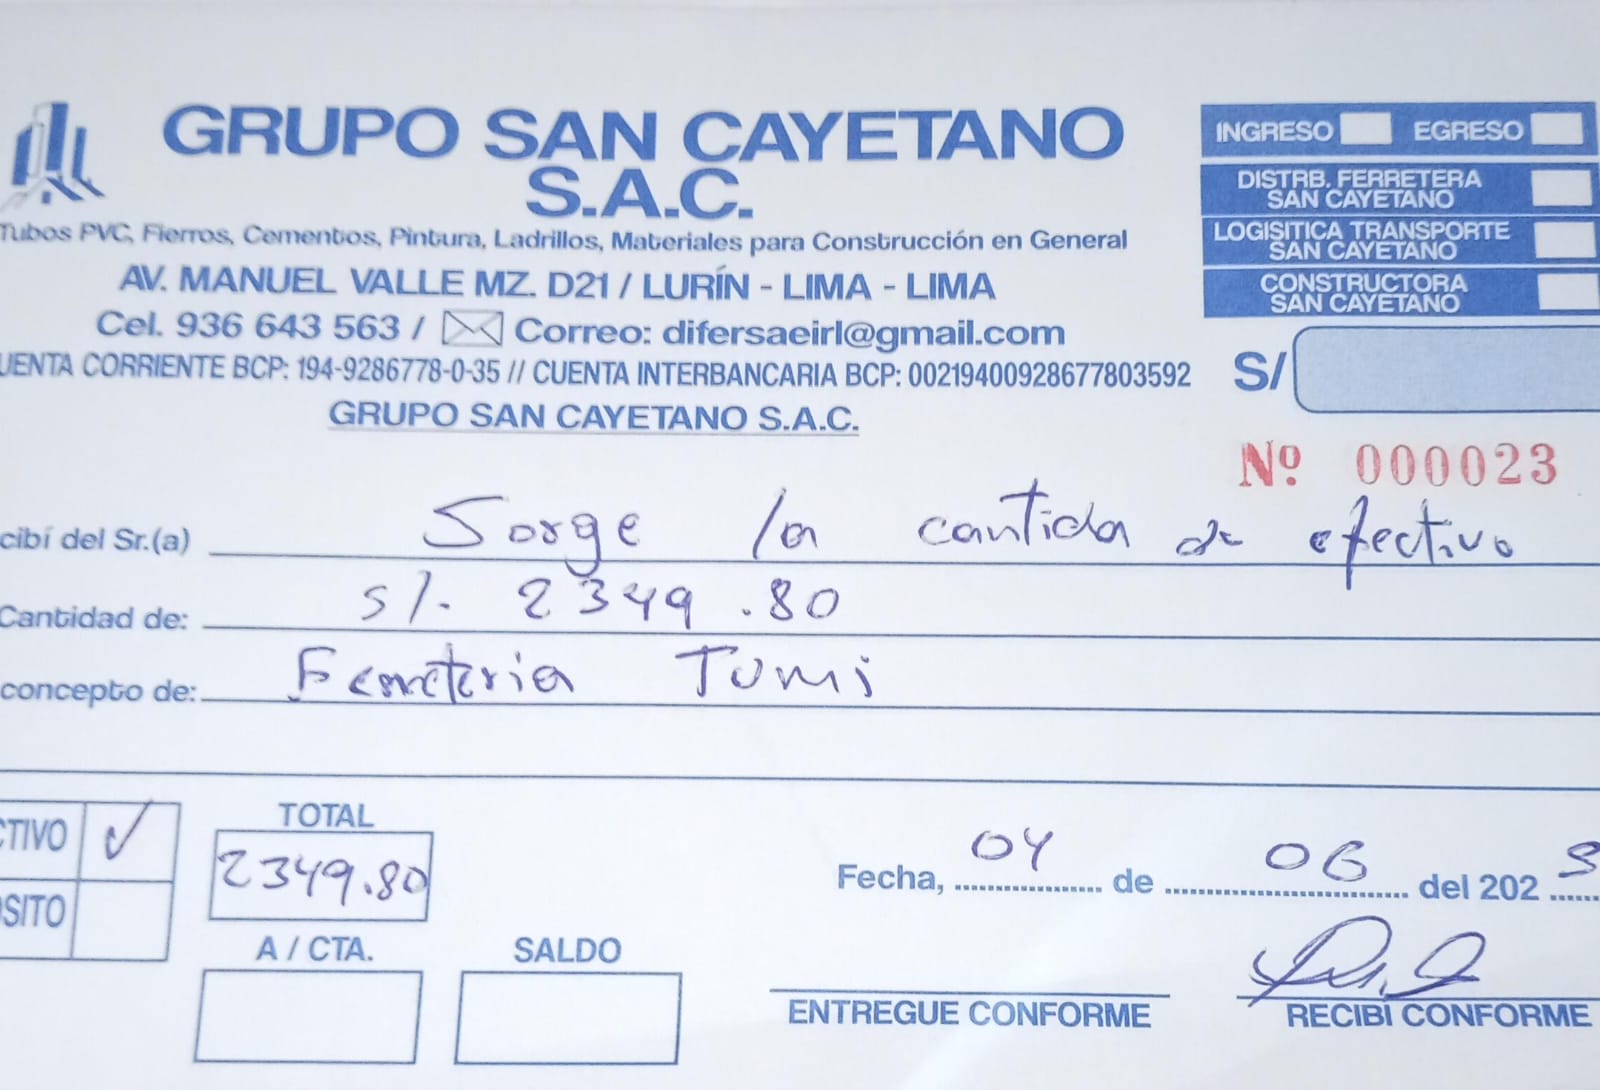 GRUPO SAN CAYETANO
S.A.C.
Tubos PVC, Fierros, Cementos, Pintura, Ladrillos, Materiales para Construcción en General
AV. MANUEL VALLE MZ. D21 / LURÍN - LIMA - LIMA
Cel. 936 643 563 / Correo: difersaeirl@gmail.com
UENTA CORRIENTE BCP: 194-9286778-0-35 // CUENTA INTERBANCARIA BCP: 00219400928677803592
GRUPO SAN CAYETANO S.A.C.
INGRESO EGRESO
DISTRB. FERRETERA
SAN CAYETANO
LOGISITICA TRANSPORTE
SAN CAYETANO
CONSTRUCTORA
SAN CAYETANO
S/
Nº 000023
cibí del Sr.(a) Jorge la cantida de efectivo
Cantidad de: s/. 2349.80
concepto de: Ferreteria Tumi
CTIVO ✓
OSITO
TOTAL
2349.80
A / CTA.
SALDO
Fecha, 04 de 06 del 2025
ENTREGUE CONFORME
RECIBI CONFORME